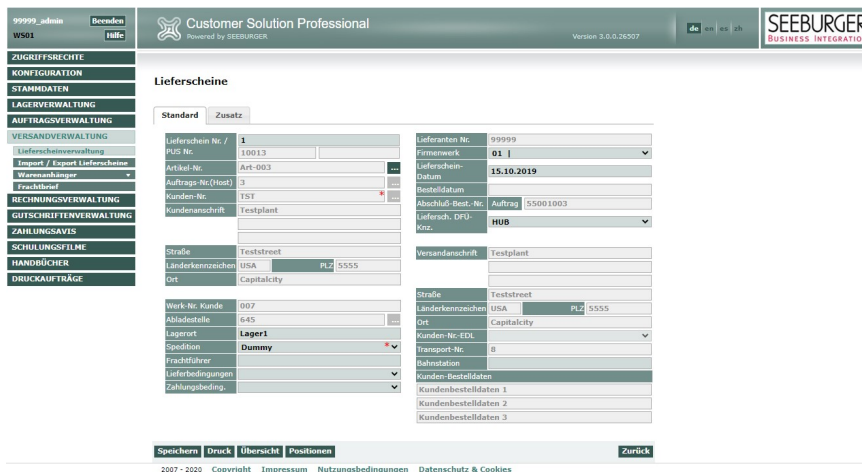 99999_admin Beenden
WS01 Hilfe
Customer Solution Professional
Powered by SEEBURGER
Version 3.0.0.26507
de en es zh
SEEBURGER
BUSINESS INTEGRATION
ZUGRIFFSRECHTE
KONFIGURATION
STAMMDATEN
LAGERVERWALTUNG
AUFTRAGSVERWALTUNG
VERSANDVERWALTUNG
Lieferscheinverwaltung
Import / Export Lieferscheine
Warenanhänger
Frachtbrief
RECHNUNGSVERWALTUNG
GUTSCHRIFTENVERWALTUNG
ZAHLUNGSAVIS
SCHULUNGSFILME
HANDBÜCHER
DRUCKAUFTRÄGE
Lieferscheine
Standard Zusatz
Lieferschein Nr. / 1
PUS Nr. 10013
Artikel-Nr. Art-003 ...
Auftrags-Nr.(Host) 3 ...
Kunden-Nr. TST * ...
Kundenanschrift Testplant
Straße Teststreet
Länderkennzeichen USA PLZ 5555
Ort Capitalcity
Werk-Nr. Kunde 007
Abladestelle 645 ...
Lagerort Lager1
Spedition Dummy *
Frachtführer
Lieferbedingungen
Zahlungsbeding.
Lieferanten Nr. 99999
Firmenwerk 01 |
Lieferschein-
Datum 15.10.2019
Bestelldatum
Abschluß-Best.-Nr. Auftrag 55001003
Liefersch. DFÜ-
Knz. HUB
Versandanschrift Testplant
Straße Teststreet
Länderkennzeichen USA PLZ 5555
Ort Capitalcity
Kunden-Nr.-EDL
Transport-Nr. 8
Bahnstation
Kunden-Bestelldaten
Kundenbestelldaten 1
Kundenbestelldaten 2
Kundenbestelldaten 3
Speichern Druck Übersicht Positionen Zurück
2007 - 2020 Copyright Impressum Nutzungsbedingungen Datenschutz & Cookies